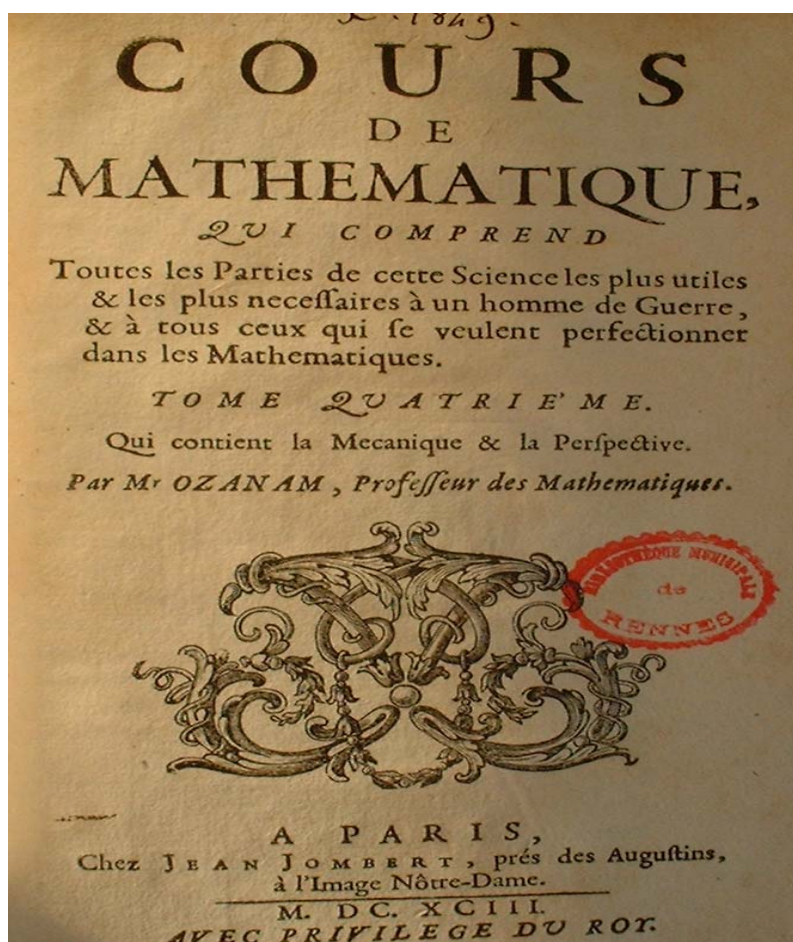 1849.
COURS
DE
MATHEMATIQUE,
QUI COMPREND
Toutes les Parties de cette Science les plus utiles
& les plus neceſſaires à un homme de Guerre,
& à tous ceux qui ſe veulent perfectionner
dans les Mathematiques.
TOME QUATRIE'ME.
Qui contient la Mecanique & la Perſpective.
Par Mr OZANAM, Profeſſeur des Mathematiques.
BIBLIOTHÈQUE MUNICIPALE
de
RENNES
A PARIS,
Chez JEAN JOMBERT, prés des Auguſtins,
à l'Image Nôtre-Dame.
M. DC. XCIII.
AVEC PRIVILEGE DU ROY.